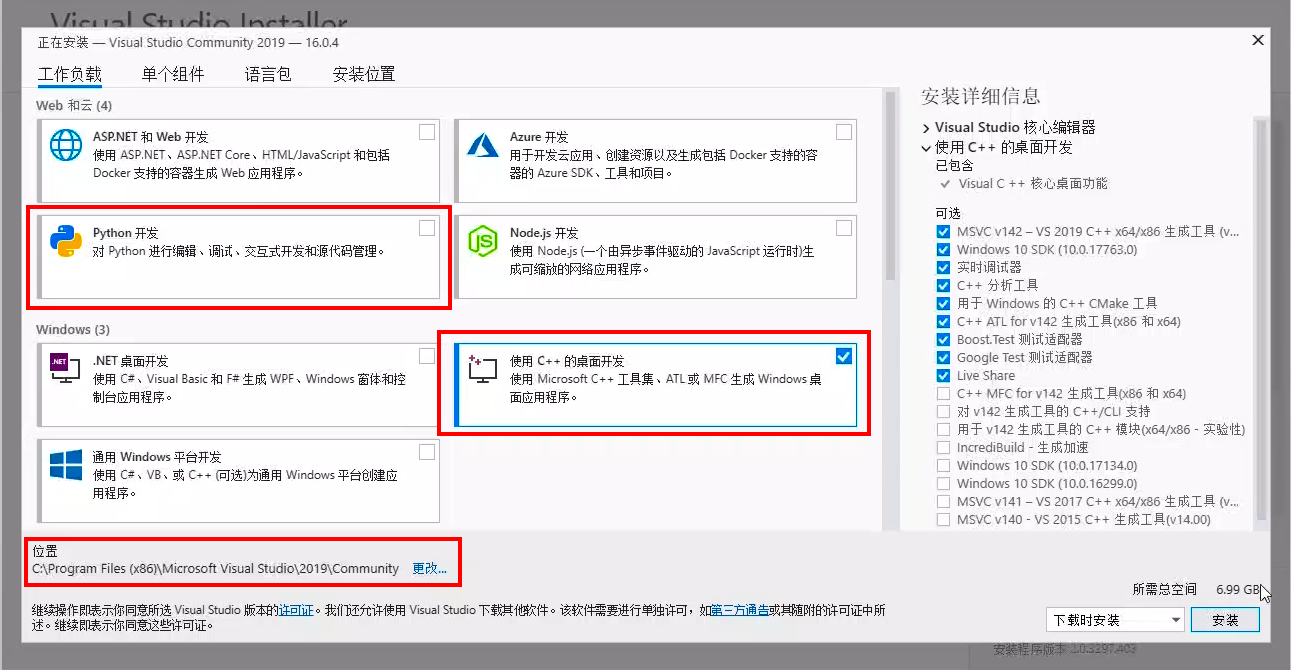 Visual Studio Installer
正在安装 — Visual Studio Community 2019 — 16.0.4
工作负载 单个组件 语言包 安装位置
Web 和云 (4)
ASP.NET 和 Web 开发
使用 ASP.NET、ASP.NET Core、HTML/JavaScript 和包括
Docker 支持的容器生成 Web 应用程序。
Azure 开发
用于开发云应用、创建资源以及生成包括 Docker 支持的容
器的 Azure SDK、工具和项目。
Python 开发
对 Python 进行编辑、调试、交互式开发和源代码管理。
Node.js 开发
使用 Node.js (一个由异步事件驱动的 JavaScript 运行时)生
成可缩放的网络应用程序。
Windows (3)
.NET
.NET 桌面开发
使用 C#、Visual Basic 和 F# 生成 WPF、Windows 窗体和控
制台应用程序。
使用 C++ 的桌面开发
使用 Microsoft C++ 工具集、ATL 或 MFC 生成 Windows 桌
面应用程序。
通用 Windows 平台开发
使用 C#、VB、或 C++ (可选)为通用 Windows 平台创建应
用程序。
安装详细信息
Visual Studio 核心编辑器
使用 C++ 的桌面开发
已包含
Visual C ++ 核心桌面功能
可选
MSVC v142 – VS 2019 C++ x64/x86 生成工具 (v...
Windows 10 SDK (10.0.17763.0)
实时调试器
C++ 分析工具
用于 Windows 的 C++ CMake 工具
C++ ATL for v142 生成工具(x86 和 x64)
Boost.Test 测试适配器
Google Test 测试适配器
Live Share
C++ MFC for v142 生成工具(x86 和 x64)
对 v142 生成工具的 C++/CLI 支持
用于 v142 生成工具的 C++ 模块(x64/x86 - 实验性)
IncrediBuild - 生成加速
Windows 10 SDK (10.0.17134.0)
Windows 10 SDK (10.0.16299.0)
MSVC v141 – VS 2017 C++ x64/x86 生成工具 (v...
MSVC v140 - VS 2015 C++ 生成工具(v14.00)
位置
C:\Program Files (x86)\Microsoft Visual Studio\2019\Community 更改...
继续操作即表示你同意所选 Visual Studio 版本的许可证。我们还允许使用 Visual Studio 下载其他软件。该软件需要进行单独许可，如第三方通告或其随附的许可证中所
述。继续即表示你同意这些许可证。
所需总空间 6.99 GB
下载时安装 安装
安装程序版本 2.0.3297.403